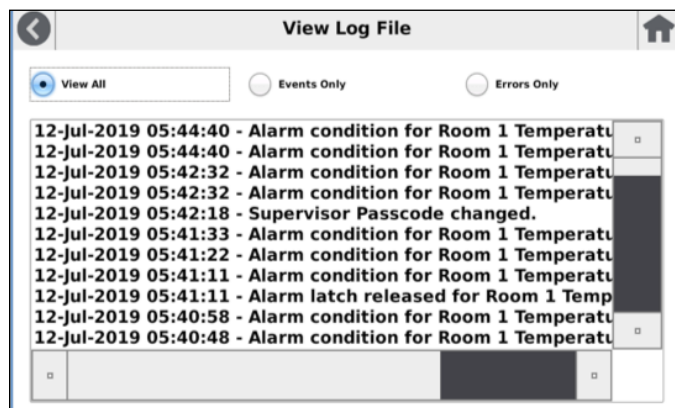 View Log File
View All
Events Only
Errors Only
12-Jul-2019 05:44:40 - Alarm condition for Room 1 Temperatu
12-Jul-2019 05:44:40 - Alarm condition for Room 1 Temperatu
12-Jul-2019 05:42:32 - Alarm condition for Room 1 Temperatu
12-Jul-2019 05:42:32 - Alarm condition for Room 1 Temperatu
12-Jul-2019 05:42:18 - Supervisor Passcode changed.
12-Jul-2019 05:41:33 - Alarm condition for Room 1 Temperatu
12-Jul-2019 05:41:22 - Alarm condition for Room 1 Temperatu
12-Jul-2019 05:41:11 - Alarm condition for Room 1 Temperatu
12-Jul-2019 05:41:11 - Alarm latch released for Room 1 Temp
12-Jul-2019 05:40:58 - Alarm condition for Room 1 Temperatu
12-Jul-2019 05:40:48 - Alarm condition for Room 1 Temperatu